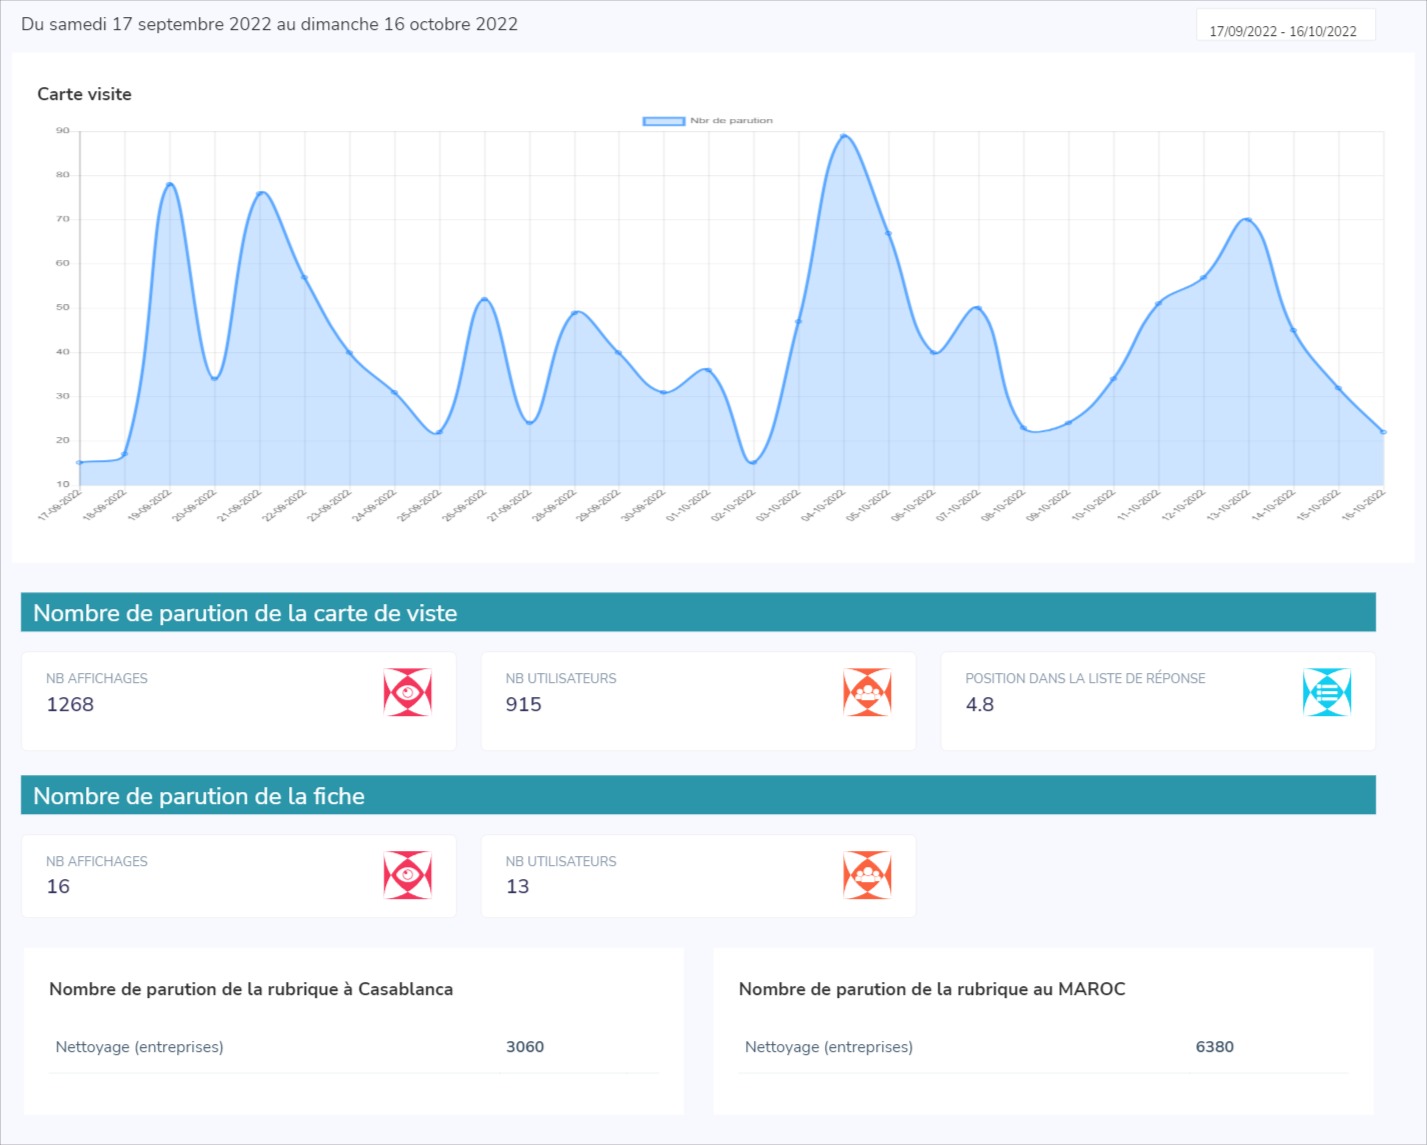 Du samedi 17 septembre 2022 au dimanche 16 octobre 2022
17/09/2022 - 16/10/2022
Carte visite
Nbr de parution
90
80
70
60
50
40
30
20
10
17-09-2022
18-09-2022
19-09-2022
20-09-2022
21-09-2022
22-09-2022
23-09-2022
24-09-2022
25-09-2022
26-09-2022
27-09-2022
28-09-2022
29-09-2022
30-09-2022
01-10-2022
02-10-2022
03-10-2022
04-10-2022
05-10-2022
06-10-2022
07-10-2022
08-10-2022
09-10-2022
10-10-2022
11-10-2022
12-10-2022
13-10-2022
14-10-2022
15-10-2022
16-10-2022
Nombre de parution de la carte de viste
NB AFFICHAGES
1268
NB UTILISATEURS
915
POSITION DANS LA LISTE DE RÉPONSE
4.8
Nombre de parution de la fiche
NB AFFICHAGES
16
NB UTILISATEURS
13
Nombre de parution de la rubrique à Casablanca
Nettoyage (entreprises) 3060
Nombre de parution de la rubrique au MAROC
Nettoyage (entreprises) 6380